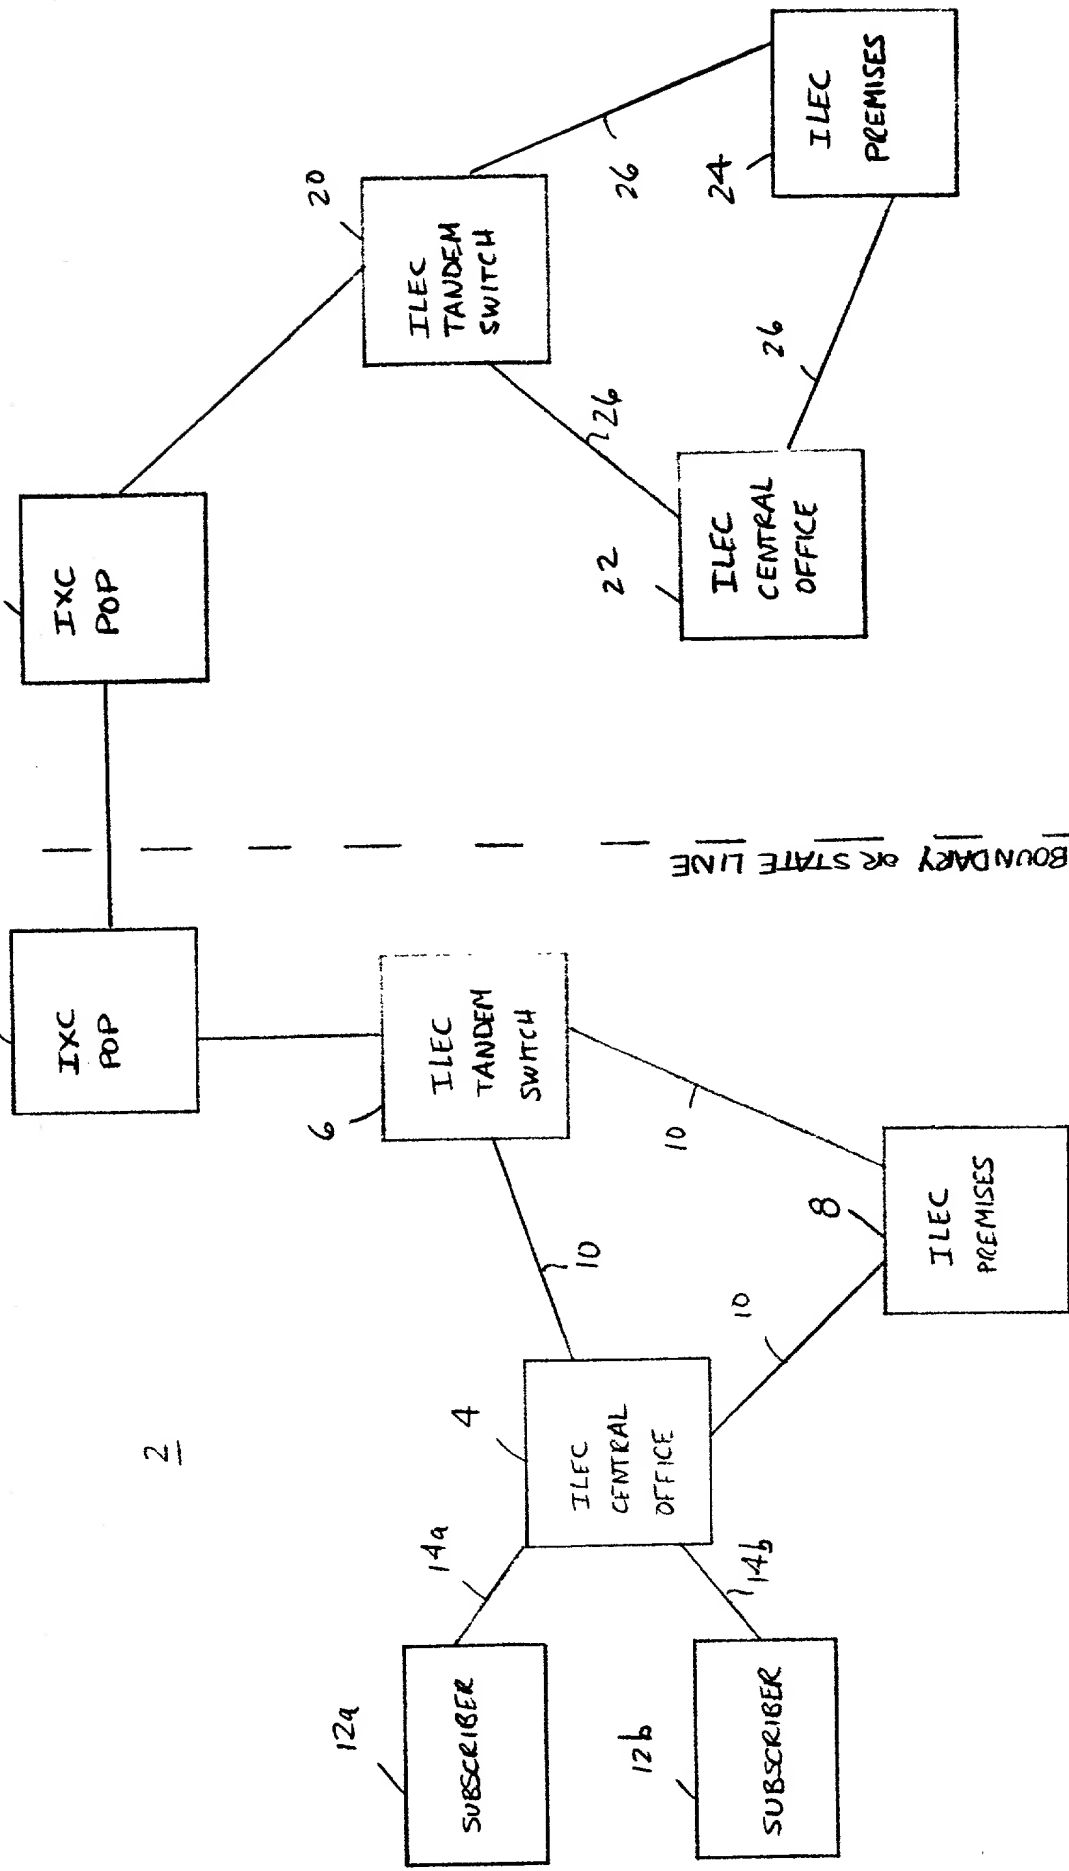 2
IXC
POP
IXC
POP
6
ILEC
TANDEM
SWITCH
20
ILEC
TANDEM
SWITCH
12a
SUBSCRIBER
14a
4
ILEC
CENTRAL
OFFICE
10
10
26
26
12b
SUBSCRIBER
14b
10
8
ILEC
PREMISES
BOUNDARY OR STATE LINE
22
ILEC
CENTRAL
OFFICE
26
24
ILEC
PREMISES